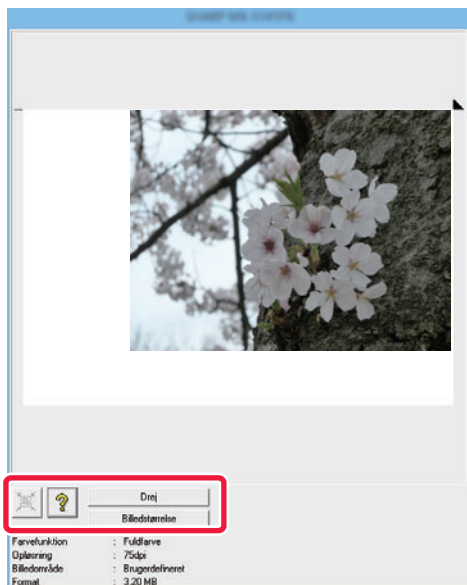 ?
Drej
Billedstørrelse
Farvefunktion : Fuldfarve
Opløsning : 75dpi
Billedområde : Brugerdefineret
Format : 3.20 MB